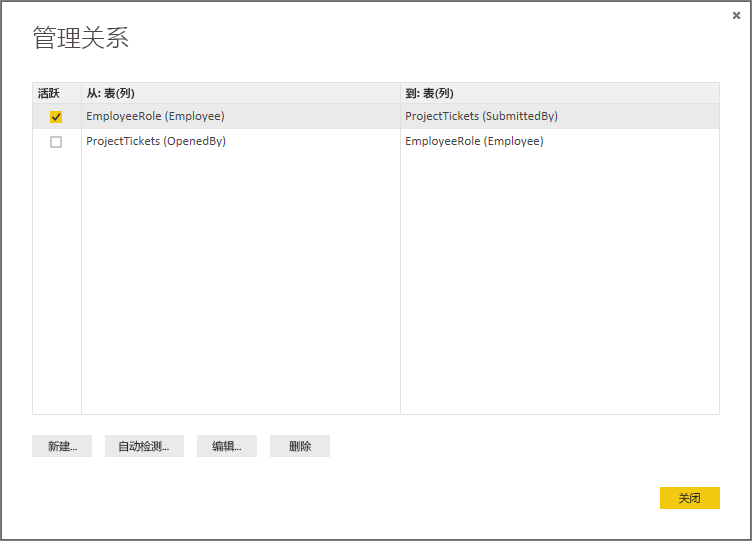 管理关系
活跃 从: 表(列) 到: 表(列)
EmployeeRole (Employee) ProjectTickets (SubmittedBy)
ProjectTickets (OpenedBy) EmployeeRole (Employee)
新建... 自动检测... 编辑... 删除
关闭